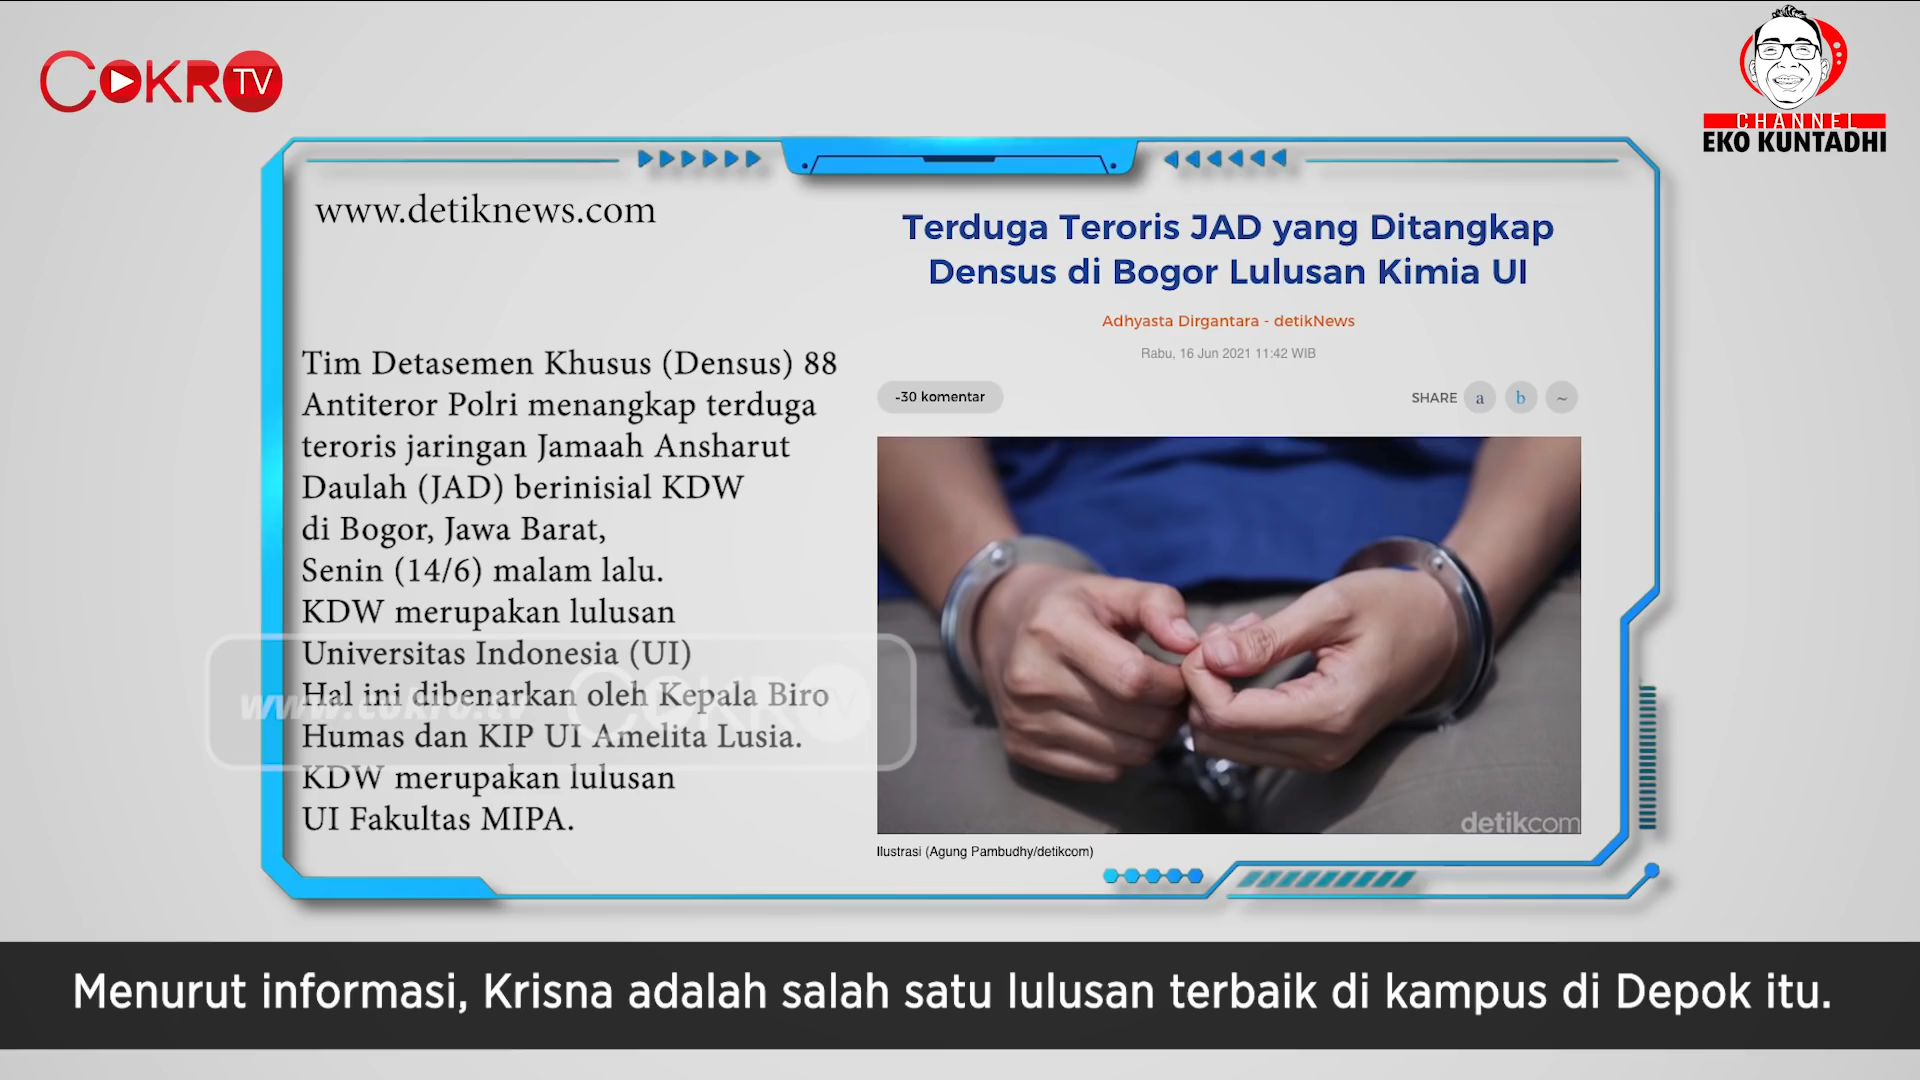 COKRO TV
CHANNEL
EKO KUNTADHI
www.detiknews.com
Tim Detasemen Khusus (Densus) 88
Antiteror Polri menangkap terduga
teroris jaringan Jamaah Ansharut
Daulah (JAD) berinisial KDW
di Bogor, Jawa Barat,
Senin (14/6) malam lalu.
KDW merupakan lulusan
Universitas Indonesia (UI)
Hal ini dibenarkan oleh Kepala Biro
Humas dan KIP UI Amelita Lusia.
KDW merupakan lulusan
UI Fakultas MIPA.
www.cokro.tv COKRO TV
Terduga Teroris JAD yang Ditangkap
Densus di Bogor Lulusan Kimia UI
Adhyasta Dirgantara - detikNews
Rabu, 16 Jun 2021 11:42 WIB
-30 komentar
SHARE a b ~
detikcom
Ilustrasi (Agung Pambudhy/detikcom)
Menurut informasi, Krisna adalah salah satu lulusan terbaik di kampus di Depok itu.